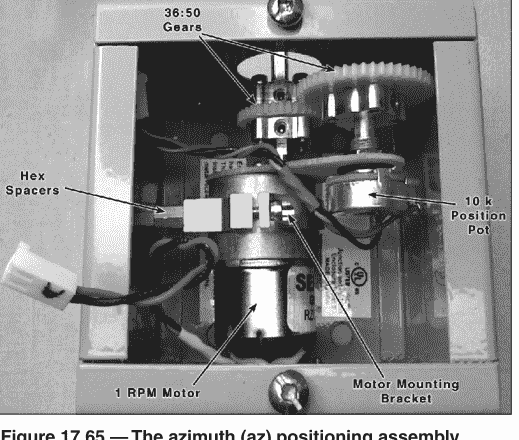 36:50
Gears
Hex
Spacers
10 k
Position
Pot
1 RPM Motor
Motor Mounting
Bracket
Figure 17.65 — The azimuth (az) positioning assembly